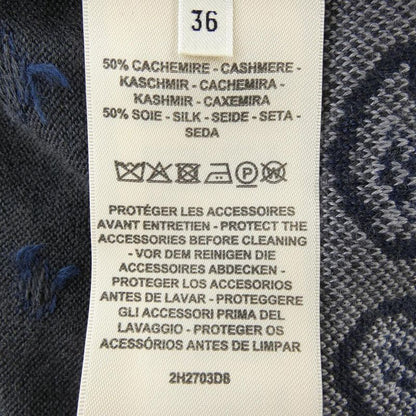 36
50% CACHEMIRE - CASHMERE -
KASCHMIR - CACHEMIRA -
KASHMIR - CAXEMIRA
50% SOIE - SILK - SEIDE - SETA -
SEDA
P
PROTÉGER LES ACCESSOIRES
AVANT ENTRETIEN - PROTECT THE
ACCESSORIES BEFORE CLEANING
- VOR DEM REINIGEN DIE
ACCESSOIRES ABDECKEN -
PROTEGER LOS ACCESORIOS
ANTES DE LAVAR - PROTEGGERE
GLI ACCESSORI PRIMA DEL
LAVAGGIO - PROTEGER OS
ACESSÓRIOS ANTES DE LIMPAR
2H2703D8